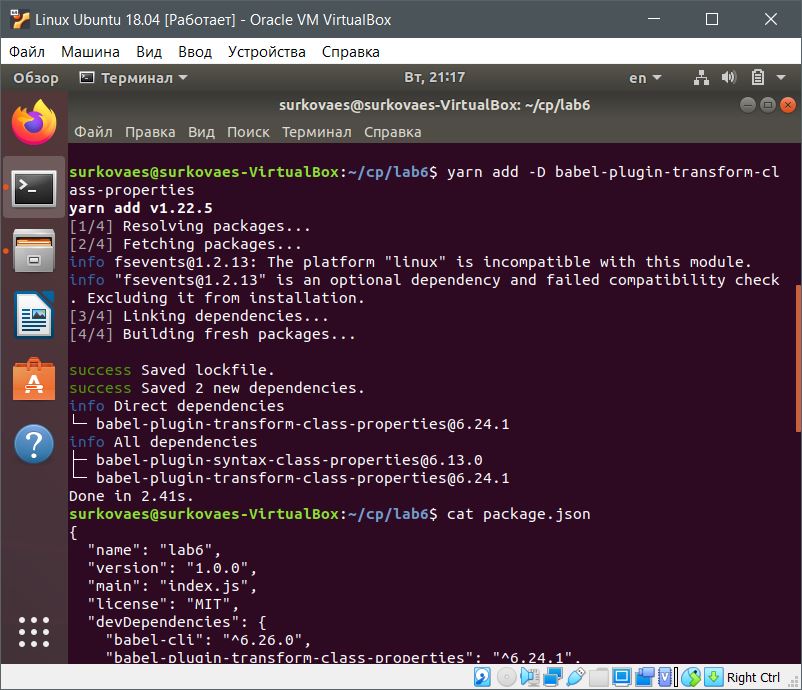 Linux Ubuntu 18.04 [Работает] - Oracle VM VirtualBox
Файл Машина Вид Ввод Устройства Справка
Обзор Терминал Вт, 21:17 en
surkovaes@surkovaes-VirtualBox: ~/cp/lab6
Файл Правка Вид Поиск Терминал Справка
surkovaes@surkovaes-VirtualBox:~/cp/lab6$ yarn add -D babel-plugin-transform-cl
ass-properties
yarn add v1.22.5
[1/4] Resolving packages...
[2/4] Fetching packages...
info fsevents@1.2.13: The platform "linux" is incompatible with this module.
info "fsevents@1.2.13" is an optional dependency and failed compatibility check
. Excluding it from installation.
[3/4] Linking dependencies...
[4/4] Building fresh packages...
success Saved lockfile.
success Saved 2 new dependencies.
info Direct dependencies
└─ babel-plugin-transform-class-properties@6.24.1
info All dependencies
├─ babel-plugin-syntax-class-properties@6.13.0
└─ babel-plugin-transform-class-properties@6.24.1
Done in 2.41s.
surkovaes@surkovaes-VirtualBox:~/cp/lab6$ cat package.json
{
"name": "lab6",
"version": "1.0.0",
"main": "index.js",
"license": "MIT",
"devDependencies": {
"babel-cli": "^6.26.0",
"babel-plugin-transform-class-properties": "^6.24.1",
Right Ctrl